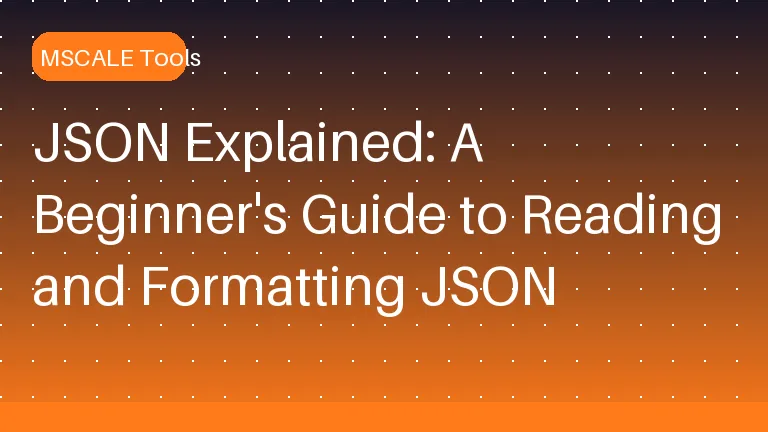 MSCALE Tools
JSON Explained: A
Beginner's Guide to Reading
and Formatting JSON